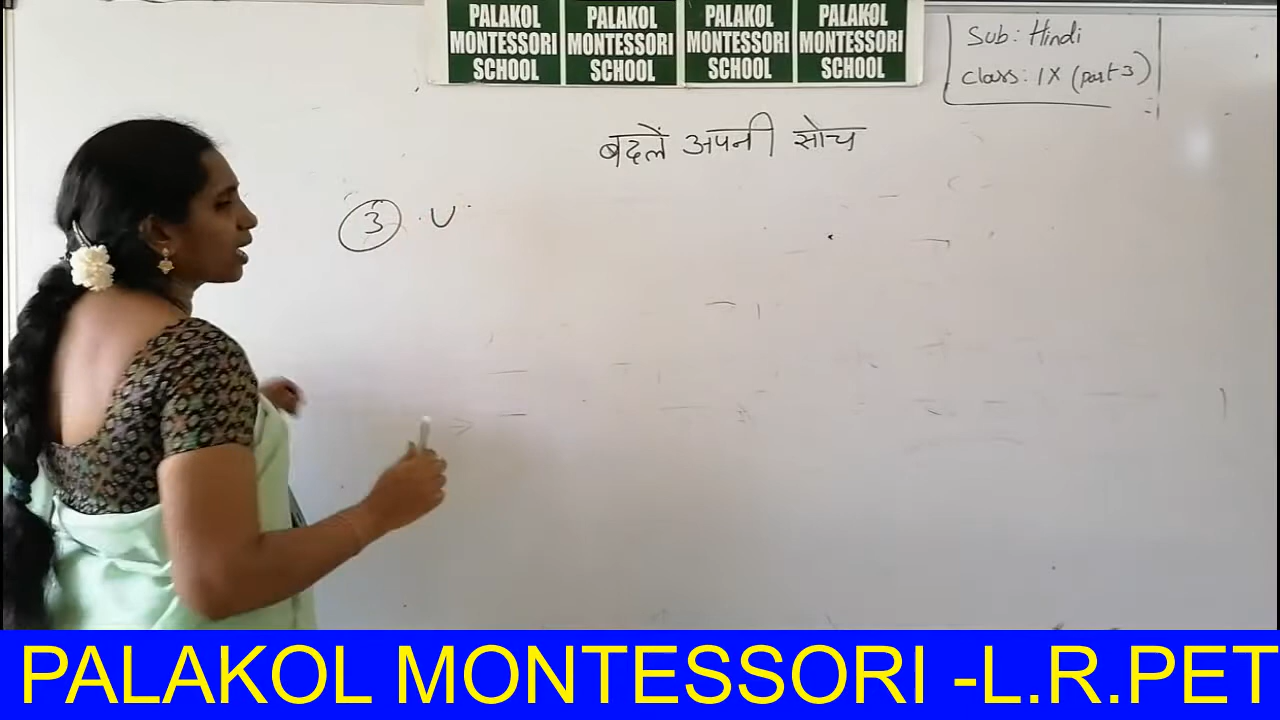 PALAKOL MONTESSORI SCHOOL
PALAKOL MONTESSORI SCHOOL
PALAKOL MONTESSORI SCHOOL
PALAKOL MONTESSORI SCHOOL
Sub: Hindi
Class: IX (part-3)
बदलें अपनी सोच
3 U
PALAKOL MONTESSORI -L.R.PET